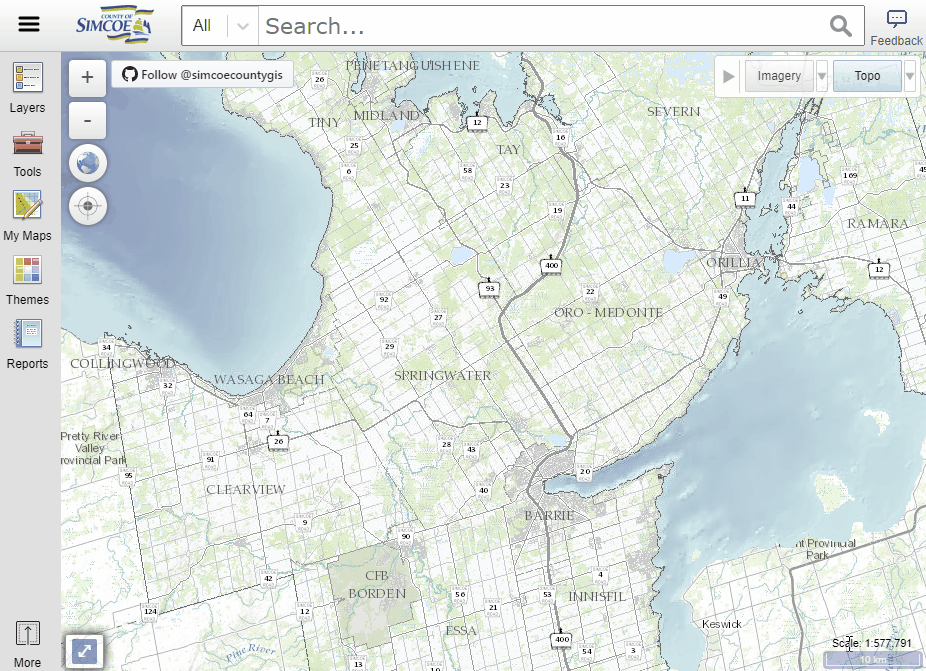 COUNTY OF
SIMCOE
All
Search...
Feedback
Layers
Tools
My Maps
Themes
Reports
More
+
-
Follow @simcoecountygis
Imagery
Topo
PENETANGUISHENE
MIDLAND
TINY
TAY
SEVERN
RAMARA
ORILLIA
ORO - MEDONTE
COLLINGWOOD
WASAGA BEACH
SPRINGWATER
Pretty River
Valley
rovincial Park
CLEARVIEW
BARRIE
CFB
BORDEN
INNISFIL
ESSA
Pine River
Keswick
nt Provincial
Park
26
25
6
12
58
23
16
19
11
44
169
45
12
400
93
22
49
92
27
29
34
32
64
7
26
91
95
28
43
40
20
9
90
42
124
12
56
21
53
4
400
54
3
13
10
Scale: 1:577,791
10 km